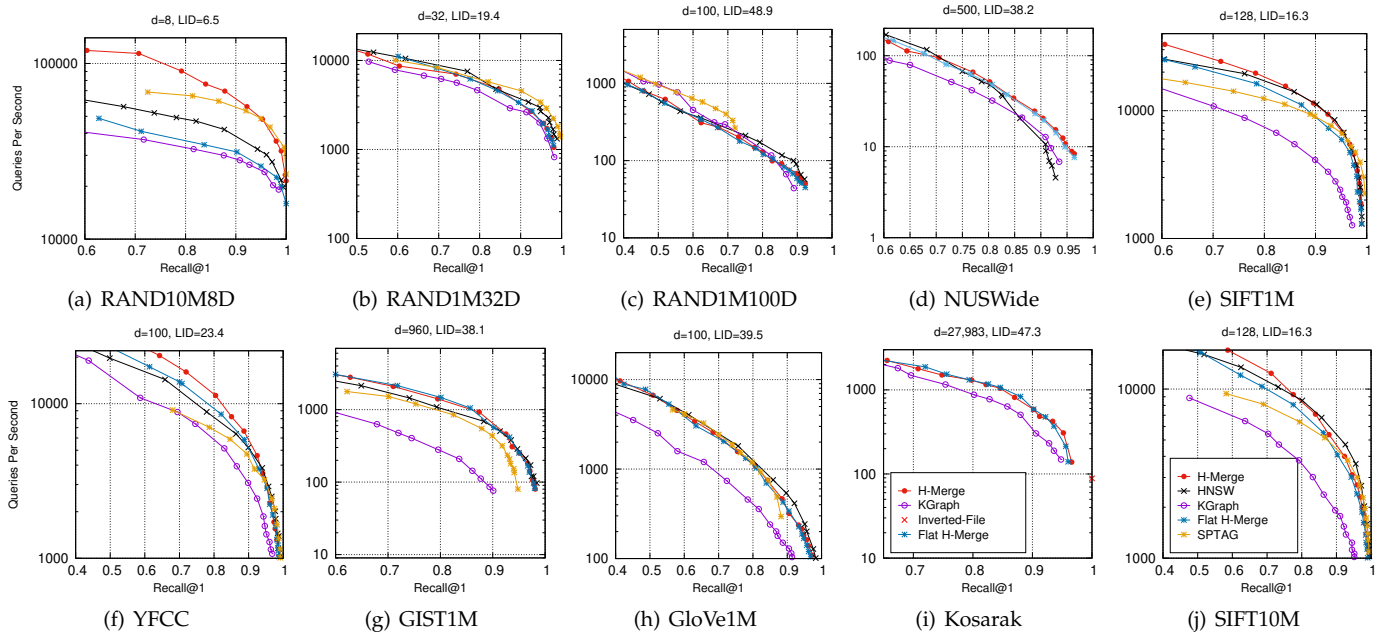 d=8, LID=6.5
Queries Per Second
100000
10000
0.6 0.7 0.8 0.9 1
Recall@1
(a) RAND10M8D
d=32, LID=19.4
10000
1000
100
0.5 0.6 0.7 0.8 0.9 1
Recall@1
(b) RAND1M32D
d=100, LID=48.9
1000
100
10
0.4 0.5 0.6 0.7 0.8 0.9 1
Recall@1
(c) RAND1M100D
d=500, LID=38.2
100
10
1
0.6 0.65 0.7 0.75 0.8 0.85 0.9 0.95 1
Recall@1
(d) NUSWide
d=128, LID=16.3
10000
1000
0.6 0.7 0.8 0.9 1
Recall@1
(e) SIFT1M
d=100, LID=23.4
Queries Per Second
10000
1000
0.4 0.5 0.6 0.7 0.8 0.9 1
Recall@1
(f) YFCC
d=960, LID=38.1
1000
100
10
0.6 0.7 0.8 0.9 1
Recall@1
(g) GIST1M
d=100, LID=39.5
10000
1000
100
0.4 0.5 0.6 0.7 0.8 0.9 1
Recall@1
(h) GloVe1M
d=27,983, LID=47.3
1000
100
10
H-Merge
KGraph
Inverted-File
Flat H-Merge
0.7 0.8 0.9 1
Recall@1
(i) Kosarak
d=128, LID=16.3
10000
1000
H-Merge
HNSW
KGraph
Flat H-Merge
SPTAG
0.4 0.5 0.6 0.7 0.8 0.9 1
Recall@1
(j) SIFT10M